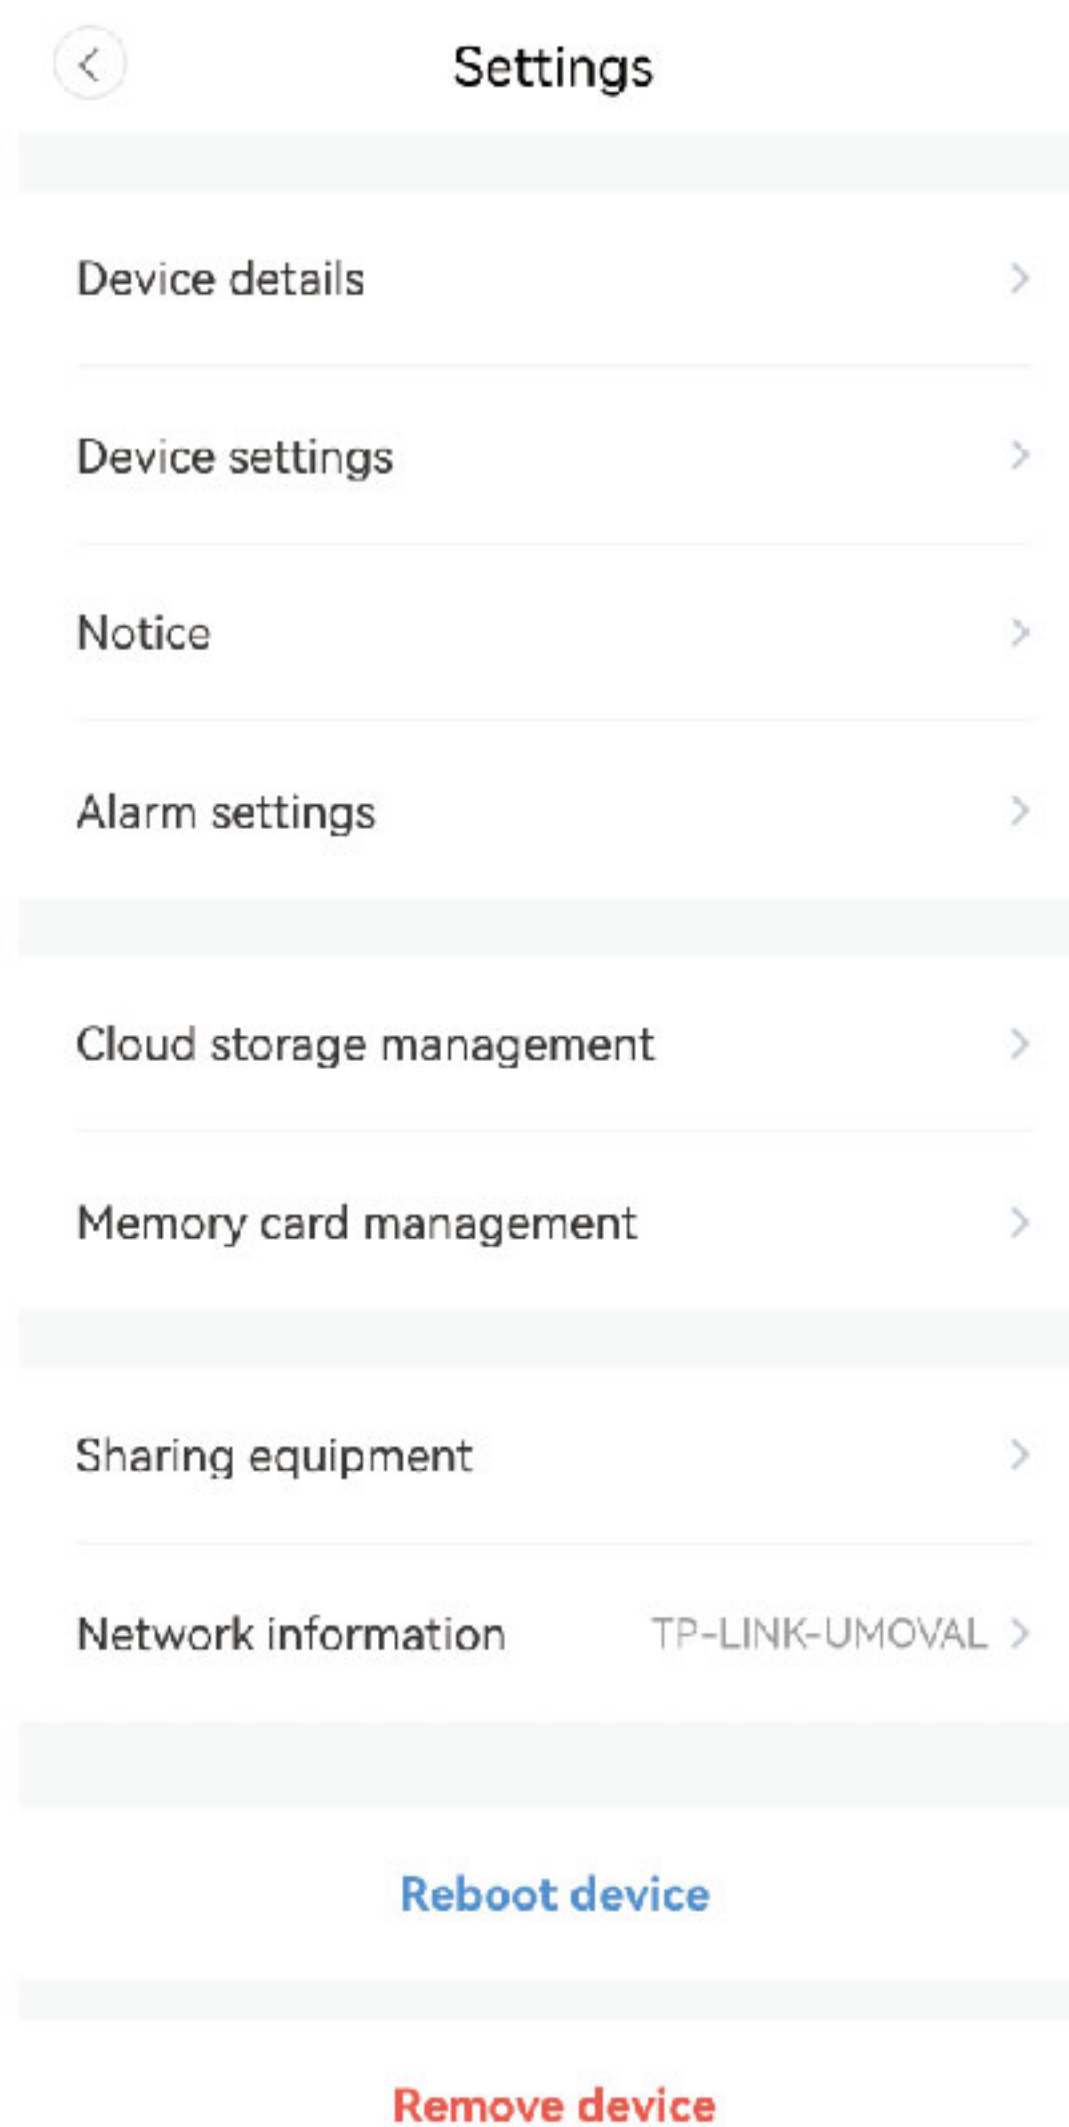 Settings
Device details
Device settings
Notice
Alarm settings
Cloud storage management
Memory card management
Sharing equipment
Network information TP-LINK-UMOVAL
Reboot device
Remove device